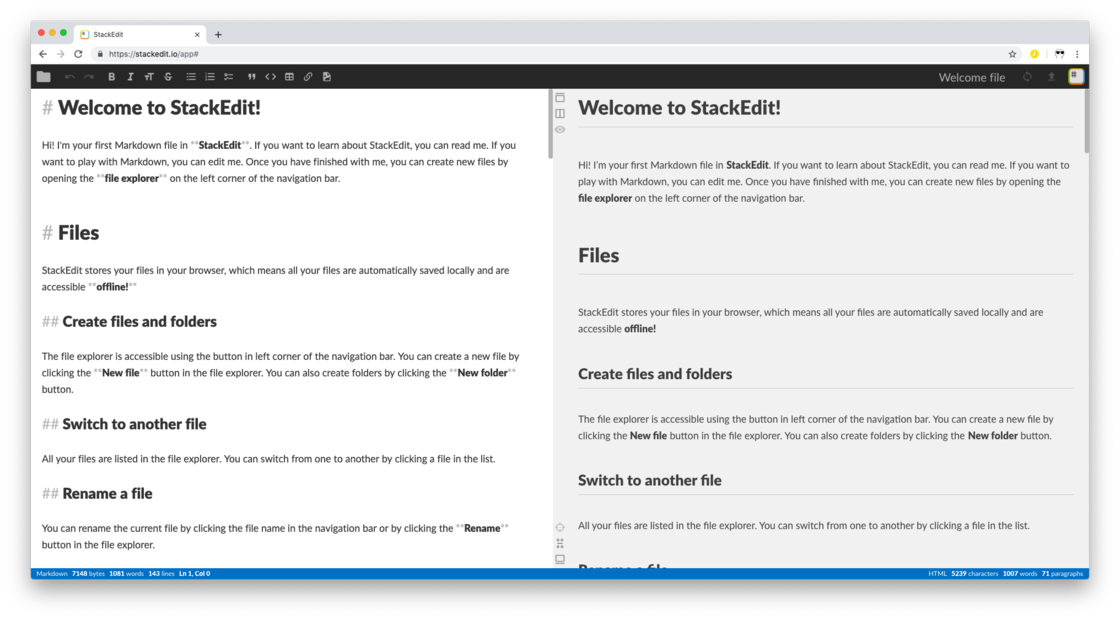 StackEdit
https://stackedit.io/app#
Welcome file
# Welcome to StackEdit!
Hi! I'm your first Markdown file in **StackEdit**. If you want to learn about StackEdit, you can read me. If you
want to play with Markdown, you can edit me. Once you have finished with me, you can create new files by
opening the **file explorer** on the left corner of the navigation bar.
# Files
StackEdit stores your files in your browser, which means all your files are automatically saved locally and are
accessible **offline!**
## Create files and folders
The file explorer is accessible using the button in left corner of the navigation bar. You can create a new file by
clicking the **New file** button in the file explorer. You can also create folders by clicking the **New folder**
button.
## Switch to another file
All your files are listed in the file explorer. You can switch from one to another by clicking a file in the list.
## Rename a file
You can rename the current file by clicking the file name in the navigation bar or by clicking the **Rename**
button in the file explorer.
Welcome to StackEdit!
Hi! I'm your first Markdown file in StackEdit. If you want to learn about StackEdit, you can read me. If you want to
play with Markdown, you can edit me. Once you have finished with me, you can create new files by opening the
file explorer on the left corner of the navigation bar.
Files
StackEdit stores your files in your browser, which means all your files are automatically saved locally and are
accessible offline!
Create files and folders
The file explorer is accessible using the button in left corner of the navigation bar. You can create a new file by
clicking the New file button in the file explorer. You can also create folders by clicking the New folder button.
Switch to another file
All your files are listed in the file explorer. You can switch from one to another by clicking a file in the list.
Rename a file
Markdown 7148 bytes 1081 words 143 lines Ln 1, Col 0
HTML 5239 characters 1007 words 71 paragraphs